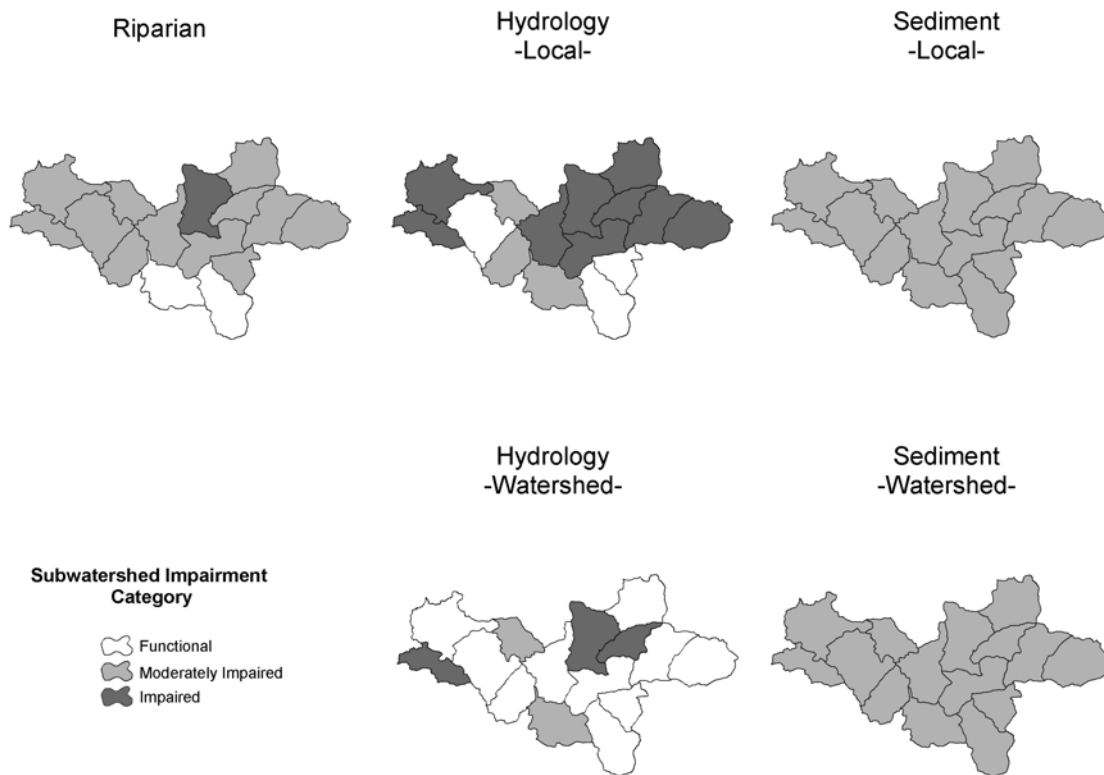 Riparian
Hydrology
-Local-
Sediment
-Local-
Hydrology
-Watershed-
Sediment
-Watershed-
Subwatershed Impairment
Category
Functional
Moderately Impaired
Impaired